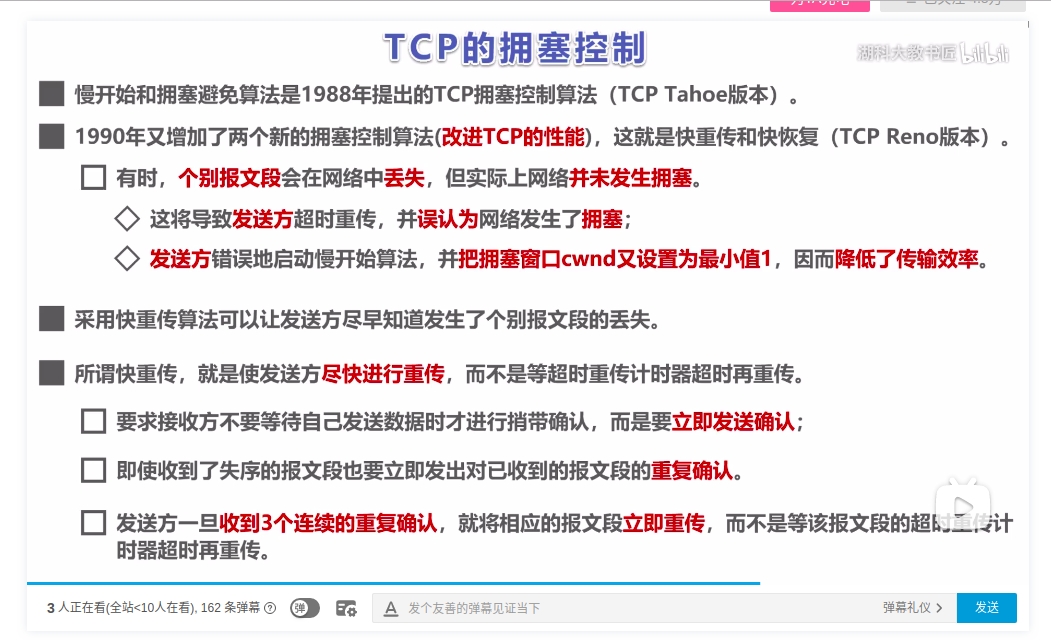 TCP的拥塞控制
湖科大教书匠 bilibili
慢开始和拥塞避免算法是1988年提出的TCP拥塞控制算法（TCP Tahoe版本）。
1990年又增加了两个新的拥塞控制算法(改进TCP的性能)，这就是快重传和快恢复（TCP Reno版本）。
有时，个别报文段会在网络中丢失，但实际上网络并未发生拥塞。
这将导致发送方超时重传，并误认为网络发生了拥塞；
发送方错误地启动慢开始算法，并把拥塞窗口cwnd又设置为最小值1，因而降低了传输效率。
采用快重传算法可以让发送方尽早知道发生了个别报文段的丢失。
所谓快重传，就是使发送方尽快进行重传，而不是等超时重传计时器超时再重传。
要求接收方不要等待自己发送数据时才进行捎带确认，而是要立即发送确认；
即使收到了失序的报文段也要立即发出对已收到的报文段的重复确认。
发送方一旦收到3个连续的重复确认，就将相应的报文段立即重传，而不是等该报文段的超时重传计
时器超时再重传。
3 人正在看(全站<10人在看), 162 条弹幕 弹 A 发个友善的弹幕见证当下 弹幕礼仪 发送